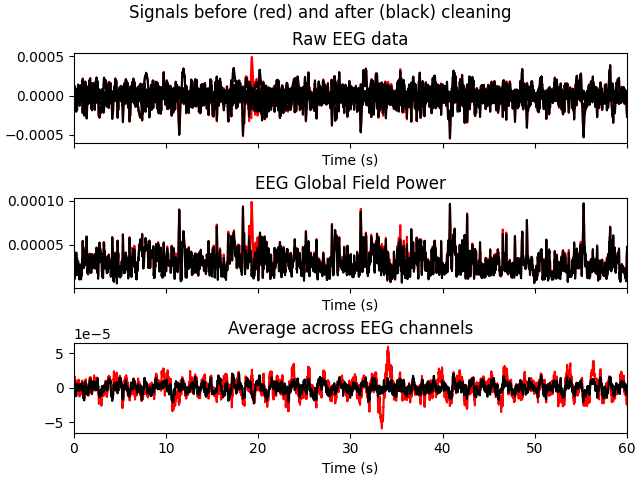 Signals before (red) and after (black) cleaning
Raw EEG data
0.0005
0.0000
−0.0005
Time (s)
EEG Global Field Power
0.00010
0.00005
Time (s)
Average across EEG channels
1e−5
5
0
−5
0 10 20 30 40 50 60
Time (s)